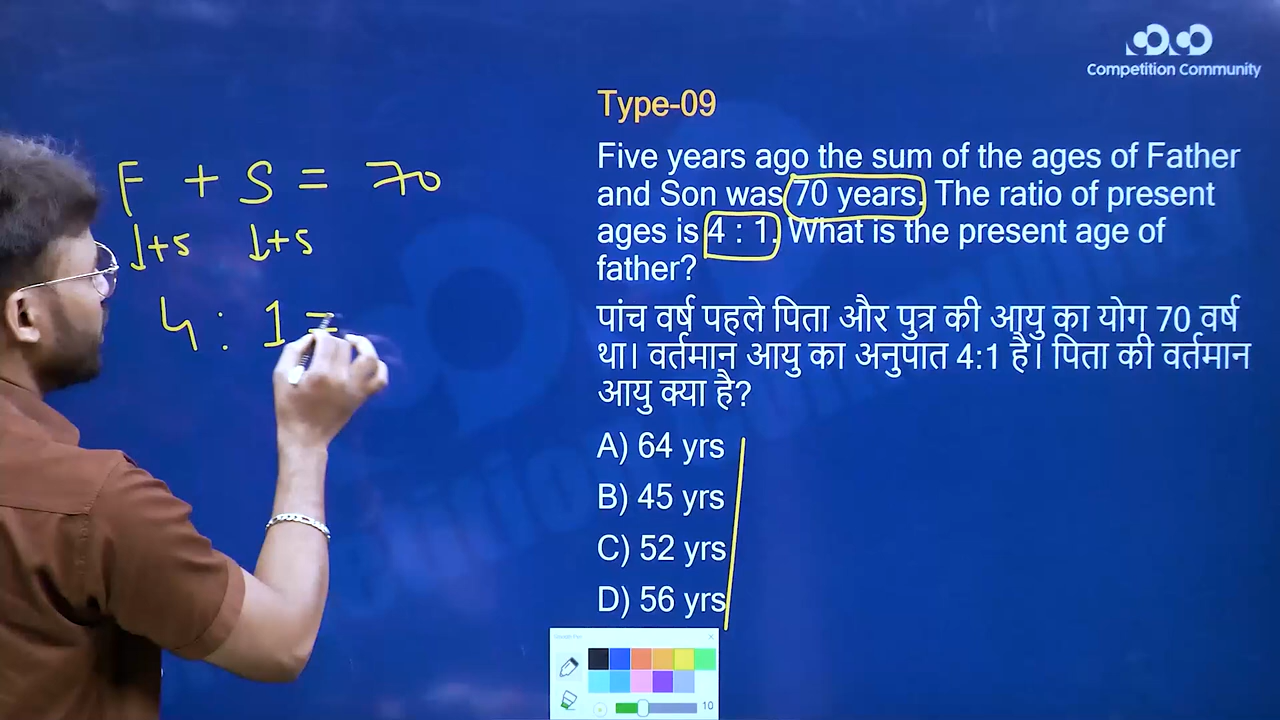 Competition Community
Type-09
Five years ago the sum of the ages of Father
and Son was 70 years. The ratio of present
ages is 4 : 1. What is the present age of
father?
पांच वर्ष पहले पिता और पुत्र की आयु का योग 70 वर्ष
था। वर्तमान आयु का अनुपात 4:1 है। पिता की वर्तमान
आयु क्या है?
A) 64 yrs
B) 45 yrs
C) 52 yrs
D) 56 yrs
F + S = 70
↓+5 ↓+5
4 : 1 =
10